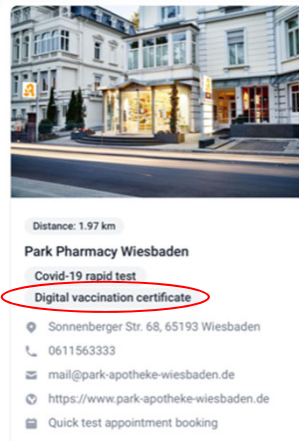 Distance: 1.97 km
Park Pharmacy Wiesbaden
Covid-19 rapid test
Digital vaccination certificate
Sonnenberger Str. 68, 65193 Wiesbaden
0611563333
mail@park-apotheke-wiesbaden.de
https://www.park-apotheke-wiesbaden.de
Quick test appointment booking